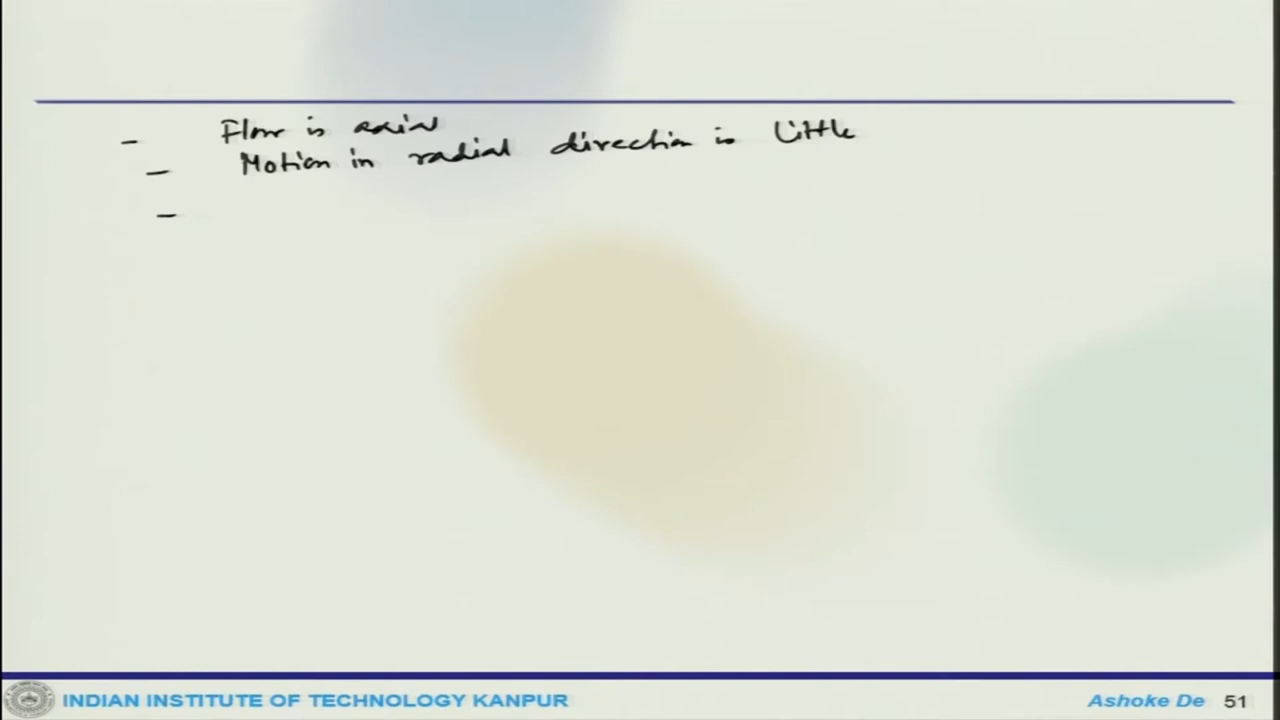 - Flow is axial
- Motion in radial direction is little
-
INDIAN INSTITUTE OF TECHNOLOGY KANPUR
Ashoke De 51